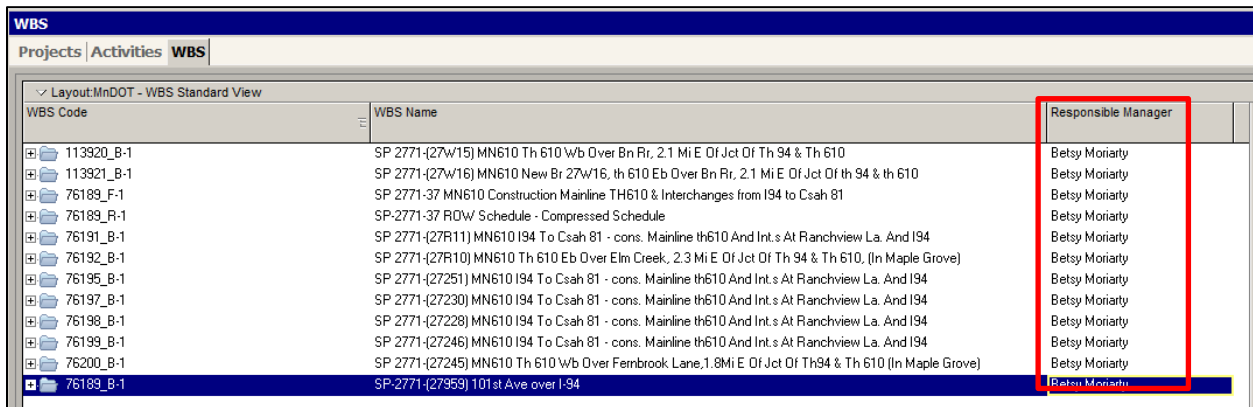 WBS
Projects Activities WBS
Layout:MnDOT - WBS Standard View
WBS Code WBS Name Responsible Manager
113920_B-1 SP 2771-(27W15) MN610 Th 610 Wb Over Bn Rr, 2.1 Mi E Of Jct Of Th 94 & Th 610 Betsy Moriarty
113921_B-1 SP 2771-(27W16) MN610 New Br 27W16, th 610 Eb Over Bn Rr, 2.1 Mi E Of Jct Of th 94 & th 610 Betsy Moriarty
76189_F-1 SP 2771-37 MN610 Construction Mainline TH610 & Interchanges from I94 to Csah 81 Betsy Moriarty
76189_R-1 SP-2771-37 ROW Schedule - Compressed Schedule Betsy Moriarty
76191_B-1 SP 2771-(27R11) MN610 I94 To Csah 81 - cons. Mainline th610 And Int.s At Ranchview La. And I94 Betsy Moriarty
76192_B-1 SP 2771-(27R10) MN610 Th 610 Eb Over Elm Creek, 2.3 Mi E Of Jct Of Th 94 & Th 610, (In Maple Grove) Betsy Moriarty
76195_B-1 SP 2771-(27251) MN610 I94 To Csah 81 - cons. Mainline th610 And Int.s At Ranchview La. And I94 Betsy Moriarty
76197_B-1 SP 2771-(27230) MN610 I94 To Csah 81 - cons. Mainline th610 And Int.s At Ranchview La. And I94 Betsy Moriarty
76198_B-1 SP 2771-(27228) MN610 I94 To Csah 81 - cons. Mainline th610 And Int.s At Ranchview La. And I94 Betsy Moriarty
76199_B-1 SP 2771-(27246) MN610 I94 To Csah 81 - cons. Mainline th610 And Int.s At Ranchview La. And I94 Betsy Moriarty
76200_B-1 SP 2771-(27245) MN610 Th 610 Wb Over Fernbrook Lane,1.8Mi E Of Jct Of Th94 & Th 610 (In Maple Grove) Betsy Moriarty
76189_B-1 SP-2771-(27959) 101st Ave over I-94 Betsy Moriarty